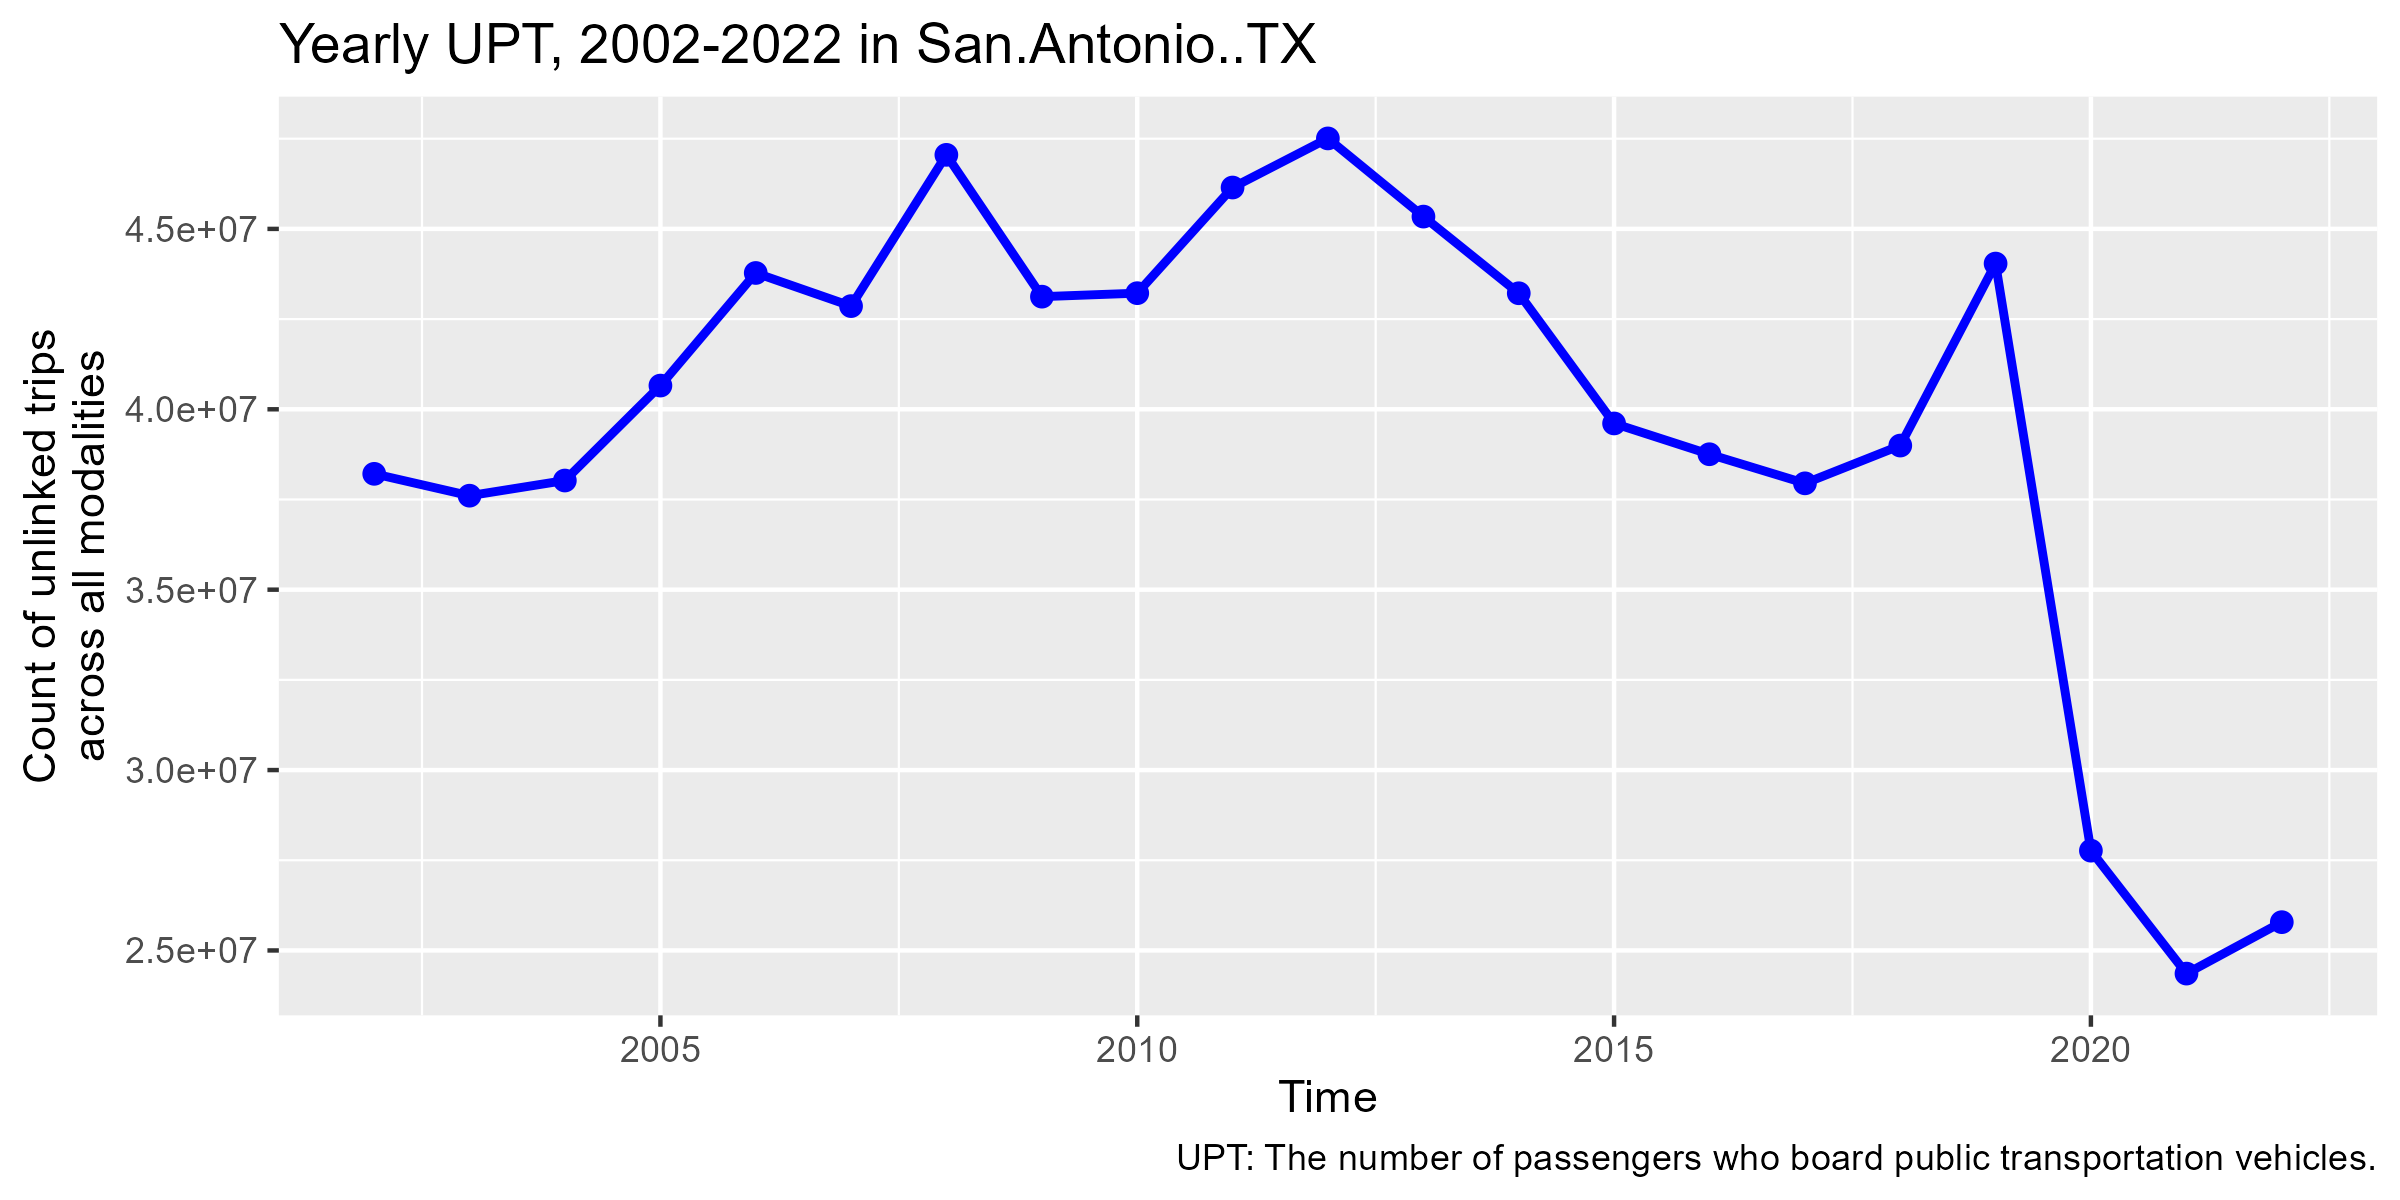 Yearly UPT, 2002-2022 in San.Antonio..TX
Count of unlinked trips
across all modalities
4.5e+07
4.0e+07
3.5e+07
3.0e+07
2.5e+07
2005
2010
2015
2020
Time
UPT: The number of passengers who board public transportation vehicles.